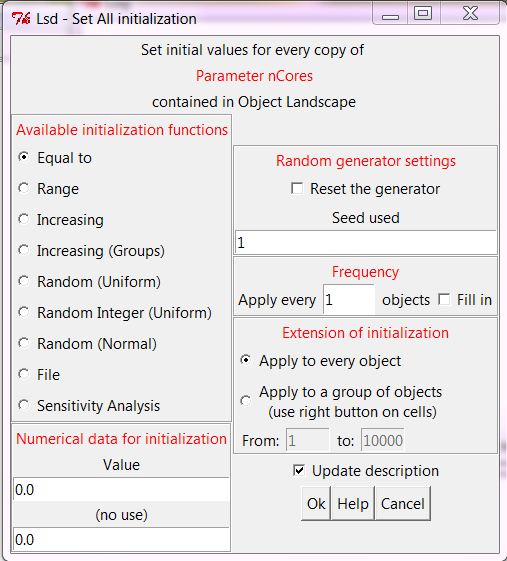 Lsd - Set All initialization
Set initial values for every copy of
Parameter nCores
contained in Object Landscape
Available initialization functions
Equal to
Range
Increasing
Increasing (Groups)
Random (Uniform)
Random Integer (Uniform)
Random (Normal)
File
Sensitivity Analysis
Numerical data for initialization
Value
0.0
(no use)
0.0
Random generator settings
Reset the generator
Seed used
1
Frequency
Apply every 1 objects Fill in
Extension of initialization
Apply to every object
Apply to a group of objects
(use right button on cells)
From: 1 to: 10000
Update description
Ok Help Cancel